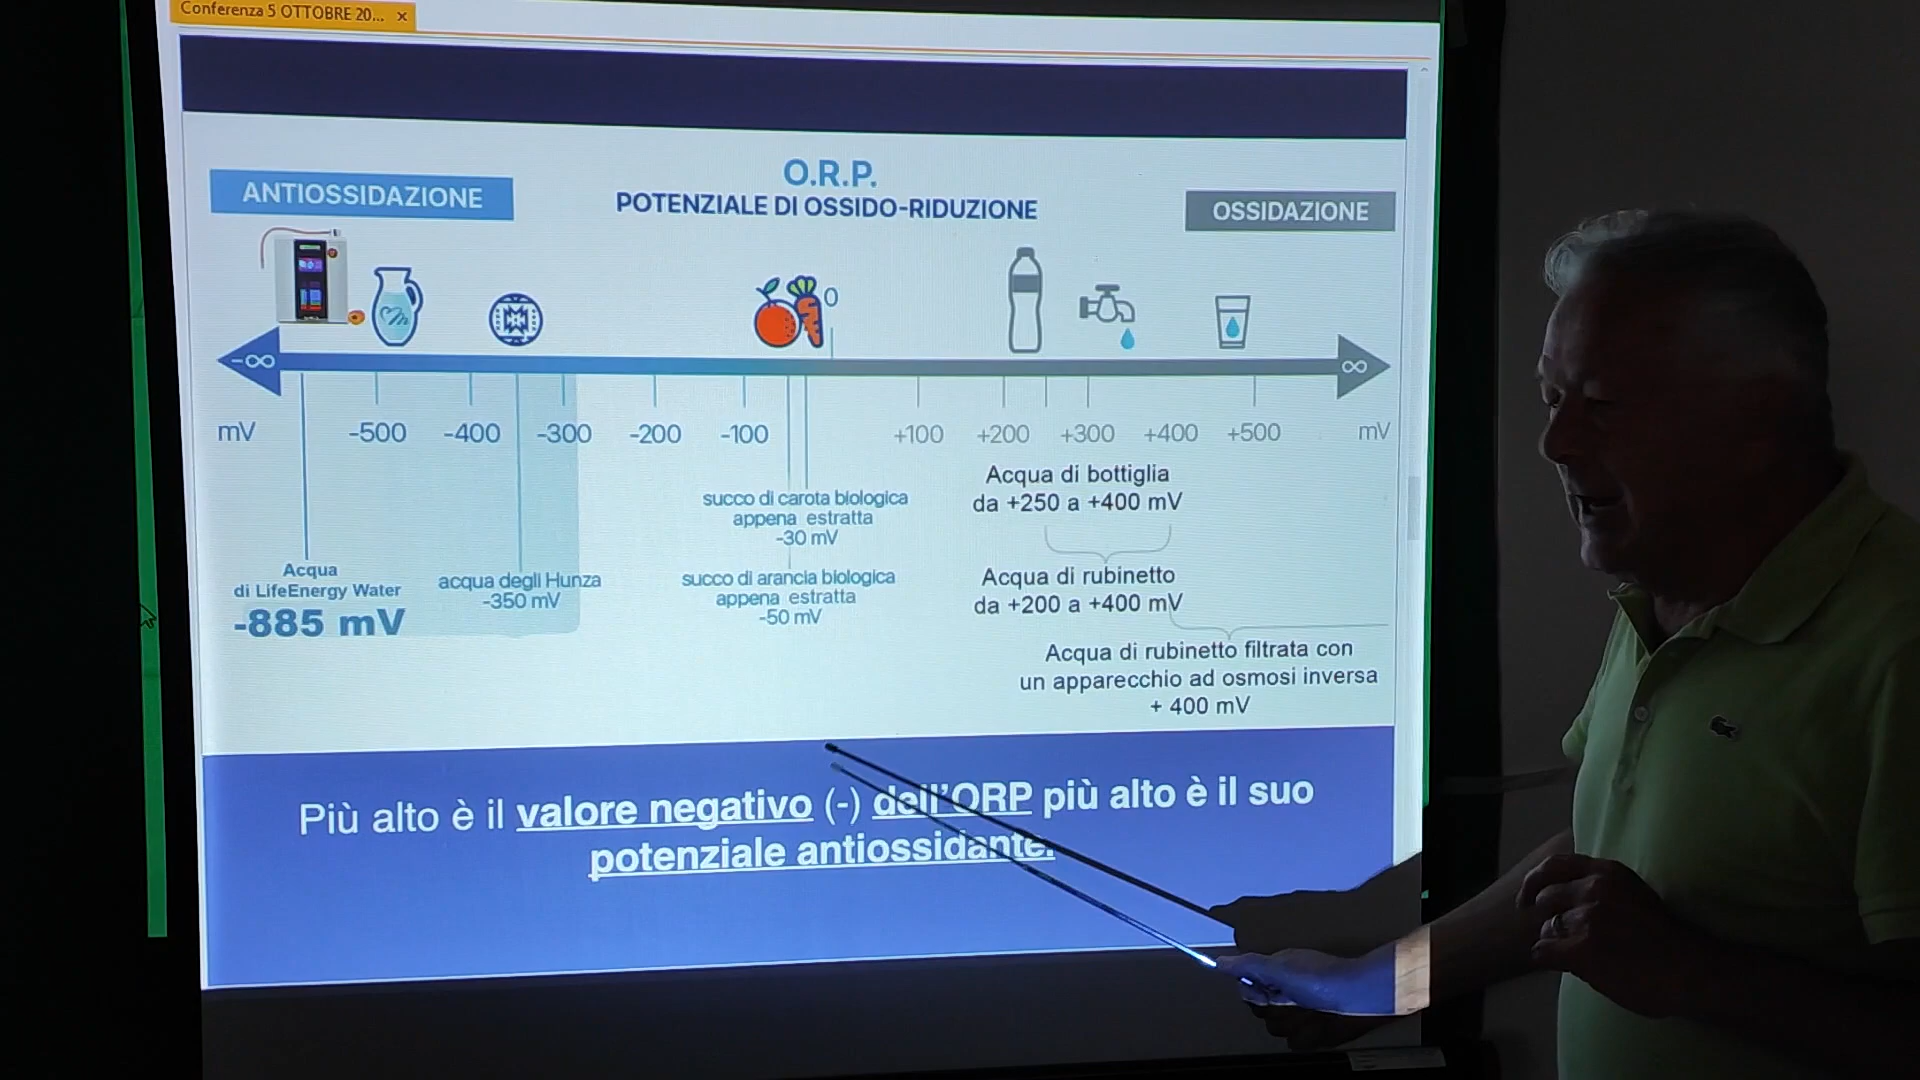 Conferenza 5 OTTOBRE 20... ×
O.R.P.
ANTIOSSIDAZIONE
POTENZIALE DI OSSIDO-RIDUZIONE
OSSIDAZIONE
0
-∞
∞
mV -500 -400 -300 -200 -100 +100 +200 +300 +400 +500 mV
Acqua di bottiglia
da +250 a +400 mV
succo di carota biologica
appena estratta
-30 mV
Acqua
di LifeEnergy Water
-885 mV
acqua degli Hunza
-350 mV
succo di arancia biologica
appena estratta
-50 mV
Acqua di rubinetto
da +200 a +400 mV
Acqua di rubinetto filtrata con
un apparecchio ad osmosi inversa
+ 400 mV
Più alto è il valore negativo (-) dell'ORP più alto è il suo
potenziale antiossidante.